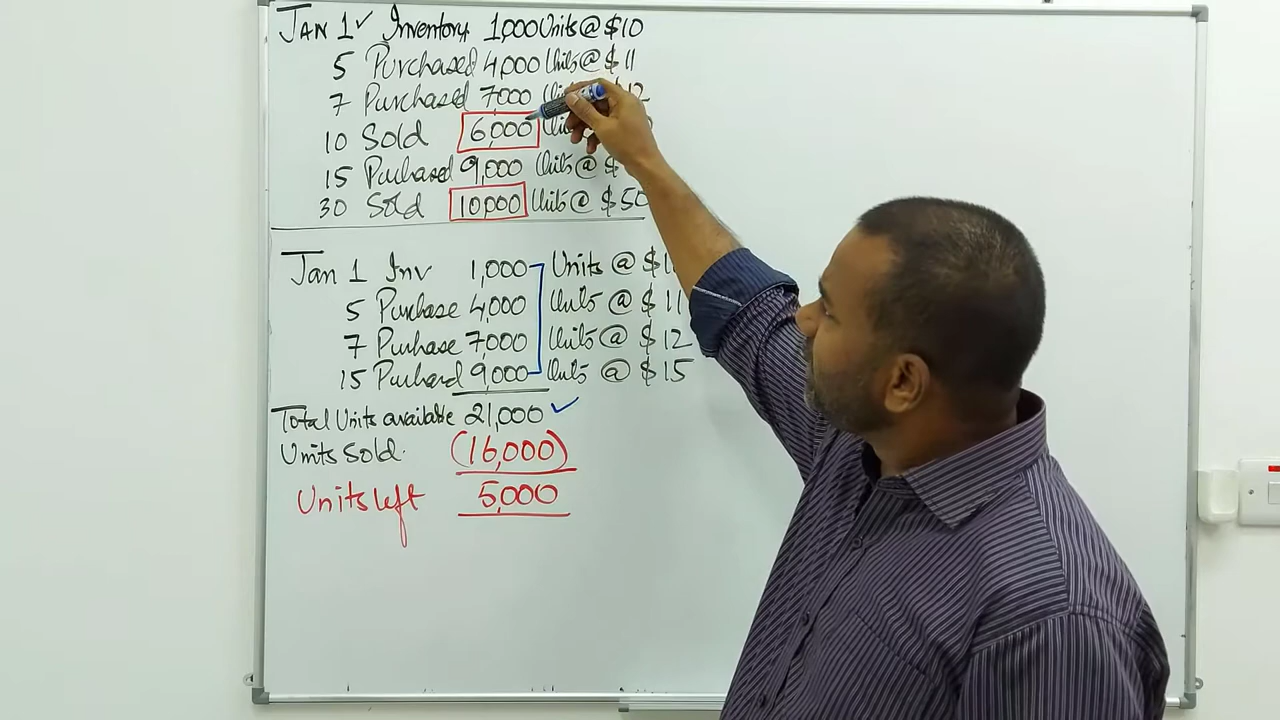 JAN 1 ✓ Inventory 1,000 Units @ $10
5 Purchased 4,000 Units @ $11
7 Purchased 7,000 12
10 Sold 6,000
15 Purchased 9,000 Units @ $
30 Sold 10,000 Units @ $50
Jan 1 Inv 1,000 Units @ $1
5 Purchase 4,000 Units @ $11
7 Purchase 7,000 Units @ $12
15 Purchard 9,000 Units @ $15
Total Units available 21,000 ✓
Units sold. (16,000)
Units left 5,000